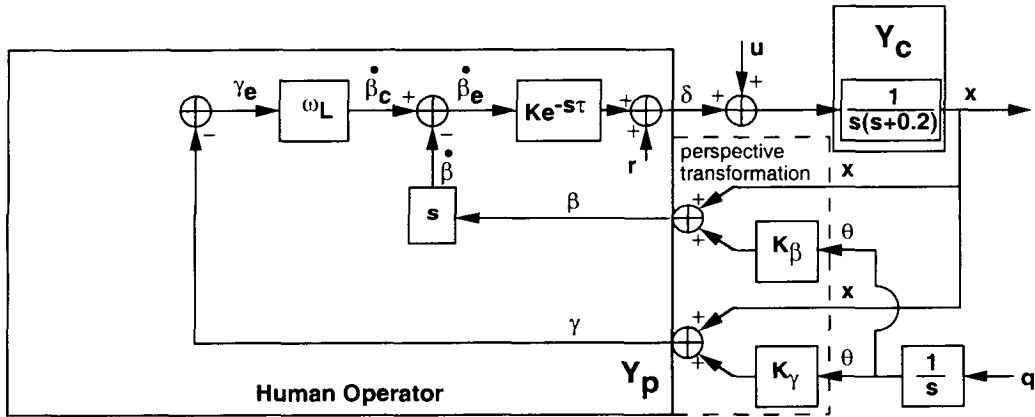 Y_c
u
γ_e
ω_L
β̇_c
+
β̇_e
Ke^{-sτ}
+
δ
+
+
1
s(s+0.2)
x
−
−
+
r
perspective
transformation
x
β̇
s
β
+
+
K_β
θ
x
γ
+
+
K_γ
θ
1
s
q
Human Operator
Y_p